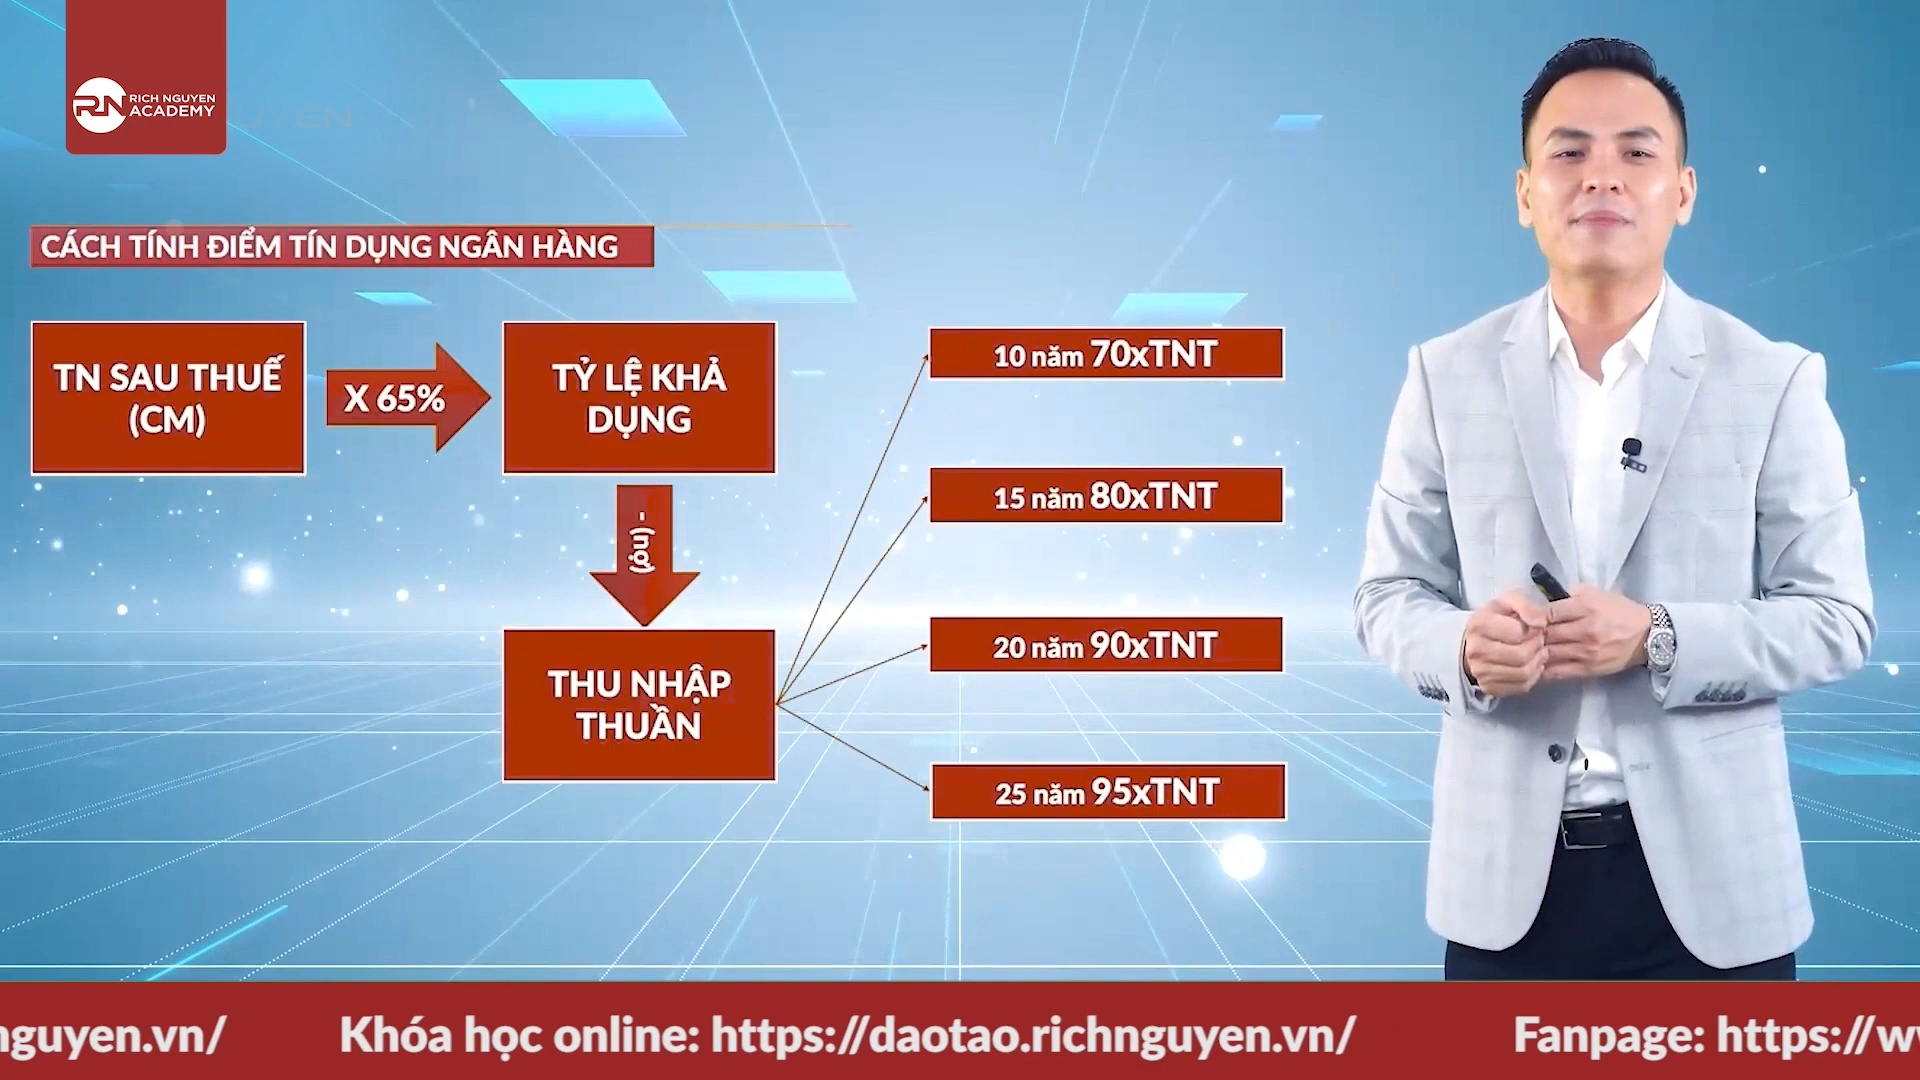 RICH NGUYEN
ACADEMY
UYEN
CÁCH TÍNH ĐIỂM TÍN DỤNG NGÂN HÀNG
TN SAU THUẾ
(CM)
X 65%
TỶ LỆ KHẢ
DỤNG
- (nợ)
THU NHẬP
THUẦN
10 năm 70xTNT
15 năm 80xTNT
20 năm 90xTNT
25 năm 95xTNT
nguyen.vn/ Khóa học online: https://daotao.richnguyen.vn/ Fanpage: https://w